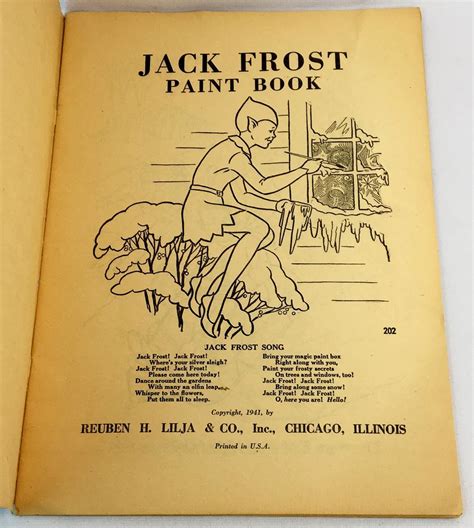 JACK FROST
PAINT BOOK
202
JACK FROST SONG
Jack Frost! Jack Frost!
Where's your silver sleigh?
Jack Frost! Jack Frost!
Please come here today!
Dance around the gardens
With many an elfin leap,
Whisper to the flowers,
Put them all to sleep.
Bring your magic paint box
Right along with you,
Paint your frosty secrets
On trees and windows, too!
Jack Frost! Jack Frost!
Bring along some snow!
Jack Frost! Jack Frost!
O, here you are! Hello!
Copyright, 1941, by
REUBEN H. LILJA & CO., Inc., CHICAGO, ILLINOIS
Printed in U.S.A.